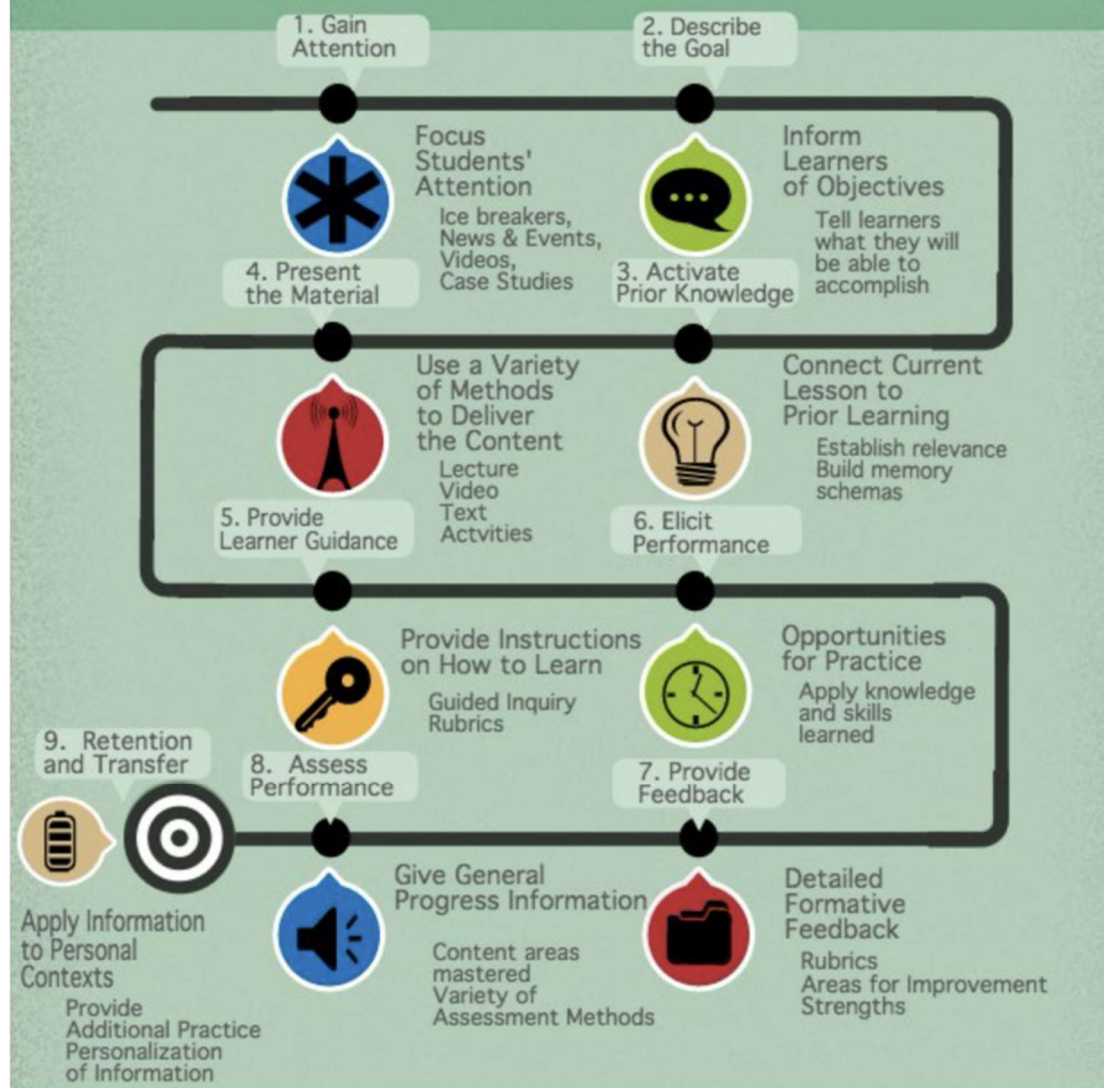 1. Gain
Attention
Focus
Students'
Attention
Ice breakers,
News & Events,
Videos,
Case Studies
2. Describe
the Goal
Inform
Learners
of Objectives
Tell learners
what they will
be able to
accomplish
3. Activate
Prior Knowledge
Connect Current
Lesson to
Prior Learning
Establish relevance
Build memory
schemas
4. Present
the Material
Use a Variety
of Methods
to Deliver
the Content
Lecture
Video
Text
Actvities
5. Provide
Learner Guidance
Provide Instructions
on How to Learn
Guided Inquiry
Rubrics
6. Elicit
Performance
Opportunities
for Practice
Apply knowledge
and skills
learned
7. Provide
Feedback
Detailed
Formative
Feedback
Rubrics
Areas for Improvement
Strengths
8. Assess
Performance
Give General
Progress Information
Content areas
mastered
Variety of
Assessment Methods
9. Retention
and Transfer
Apply Information
to Personal
Contexts
Provide
Additional Practice
Personalization
of Information